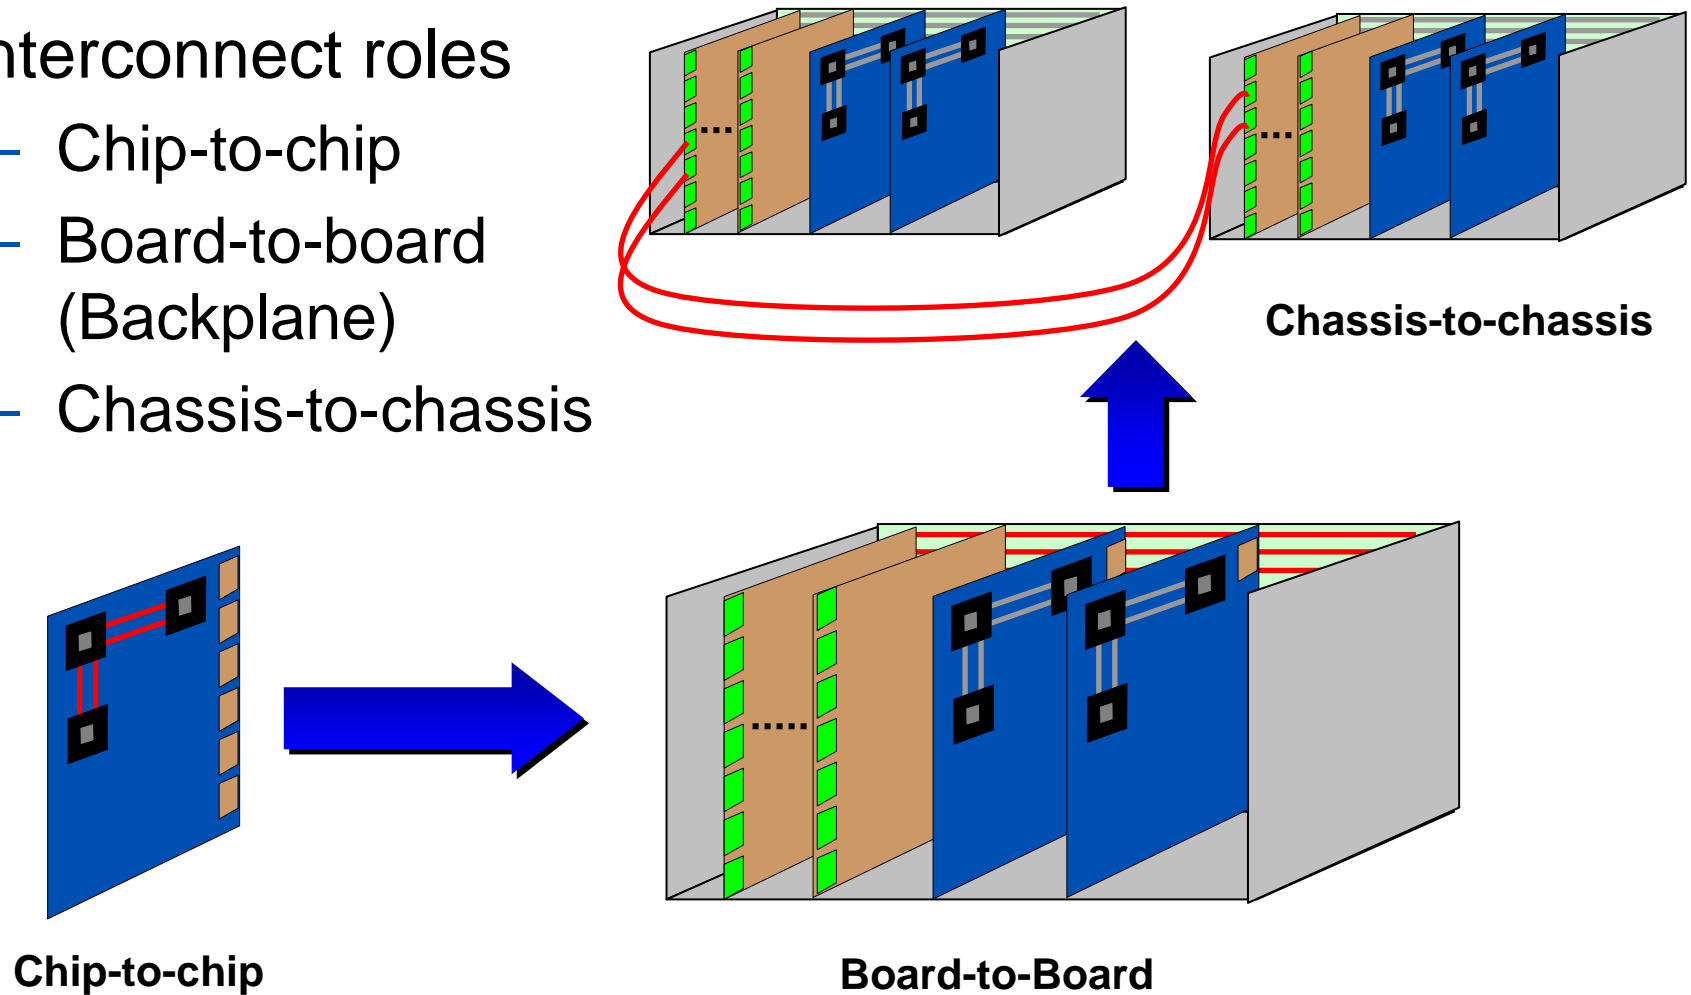 nterconnect roles
– Chip-to-chip
– Board-to-board
(Backplane)
– Chassis-to-chassis
Chassis-to-chassis
Chip-to-chip
Board-to-Board